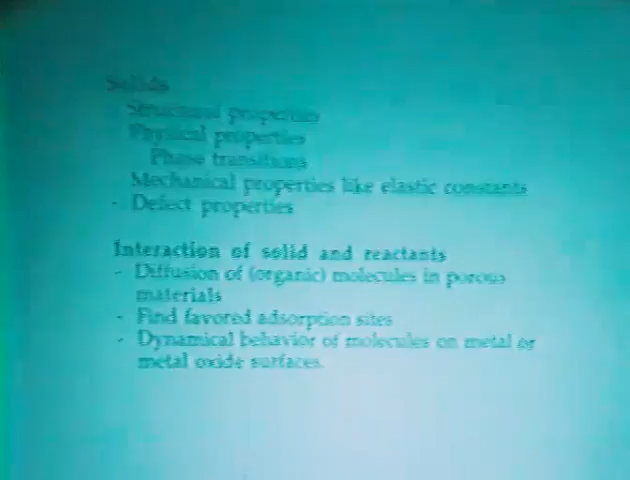 Solids
Structural properties
Physical properties
Phase transitions
Mechanical properties like elastic constants
- Defect properties
Interaction of solid and reactants
- Diffusion of (organic) molecules in porous
materials
- Find favored adsorption sites
- Dynamical behavior of molecules on metal or
metal oxide surfaces.